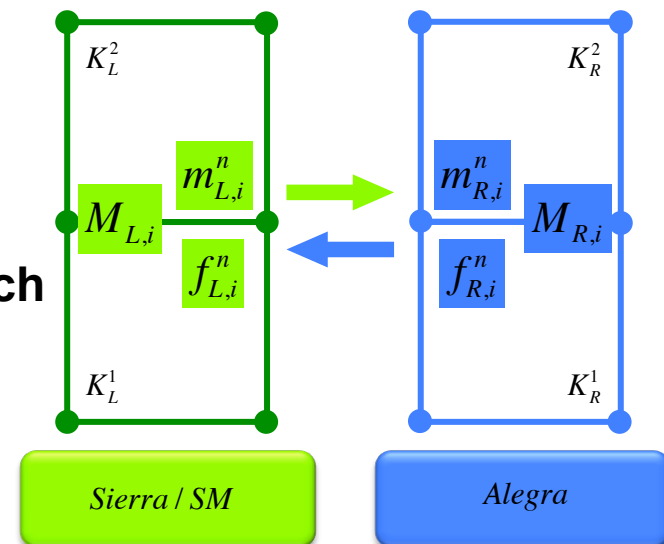 K_L^2
K_R^2
m_{L,i}^n
m_{R,i}^n
M_{L,i}
M_{R,i}
f_{L,i}^n
f_{R,i}^n
ch
K_L^1
K_R^1
Sierra / SM
Alegra